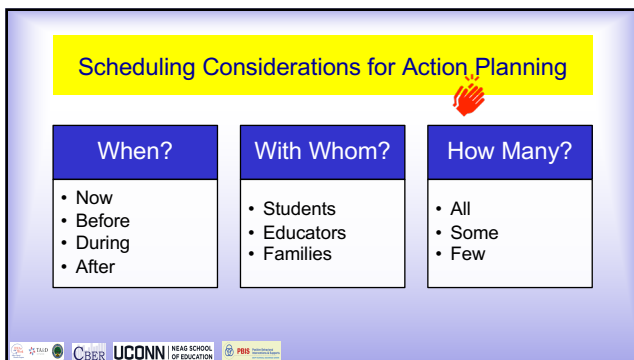 Scheduling Considerations for Action Planning
When?
• Now
• Before
• During
• After
With Whom?
• Students
• Educators
• Families
How Many?
• All
• Some
• Few
CBER
UCONN
NEAG SCHOOL
OF EDUCATION
PBIS